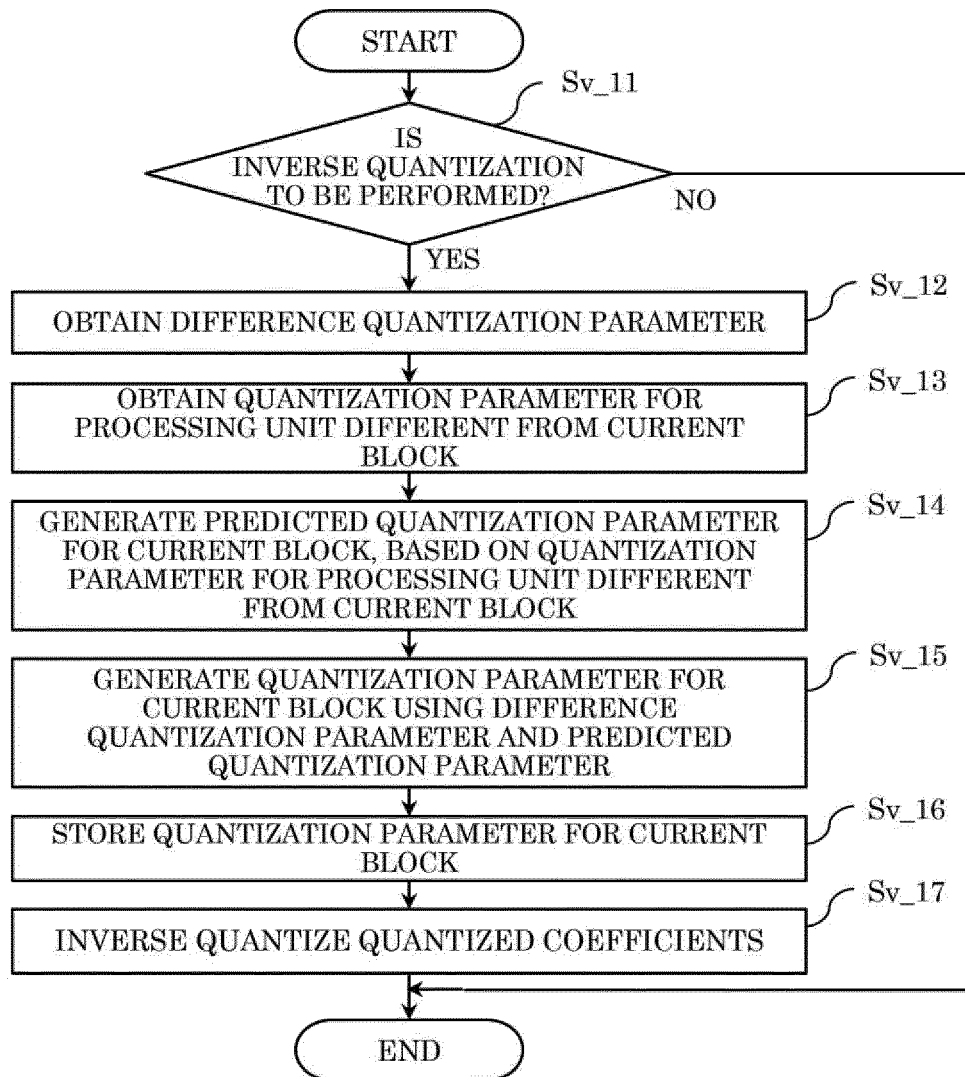 START
Sv_11
IS
INVERSE QUANTIZATION
TO BE PERFORMED?
NO
YES
Sv_12
OBTAIN DIFFERENCE QUANTIZATION PARAMETER
Sv_13
OBTAIN QUANTIZATION PARAMETER FOR
PROCESSING UNIT DIFFERENT FROM CURRENT
BLOCK
Sv_14
GENERATE PREDICTED QUANTIZATION PARAMETER
FOR CURRENT BLOCK, BASED ON QUANTIZATION
PARAMETER FOR PROCESSING UNIT DIFFERENT
FROM CURRENT BLOCK
Sv_15
GENERATE QUANTIZATION PARAMETER FOR
CURRENT BLOCK USING DIFFERENCE
QUANTIZATION PARAMETER AND PREDICTED
QUANTIZATION PARAMETER
Sv_16
STORE QUANTIZATION PARAMETER FOR CURRENT
BLOCK
Sv_17
INVERSE QUANTIZE QUANTIZED COEFFICIENTS
END